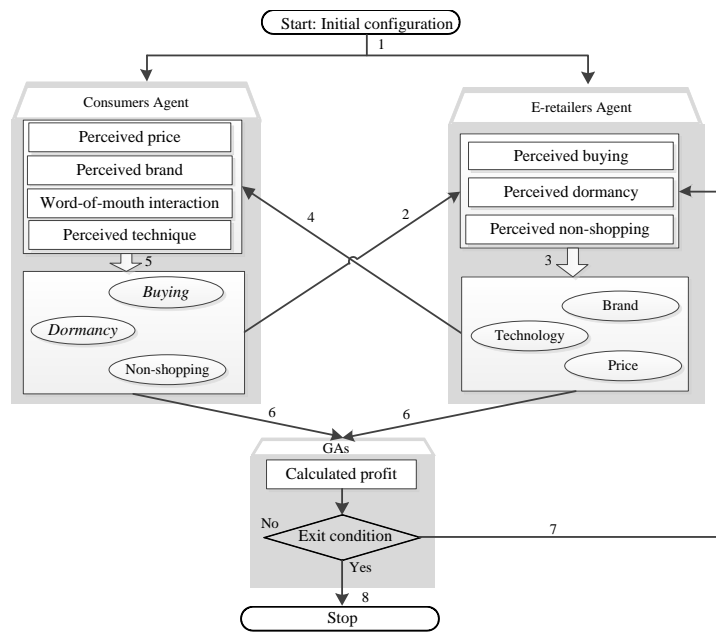 Start: Initial configuration
1
Consumers Agent
Perceived price
Perceived brand
Word-of-mouth interaction
Perceived technique
5
Buying
Dormancy
Non-shopping
E-retailers Agent
Perceived buying
Perceived dormancy
Perceived non-shopping
3
Brand
Technology
Price
4
2
6
6
GAs
Calculated profit
No
Exit condition
7
Yes
8
Stop